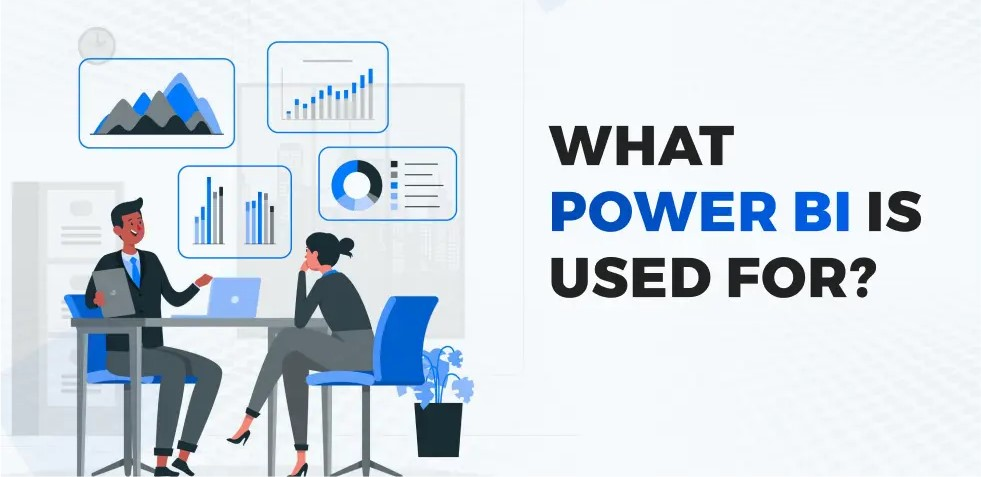 WHAT
POWER BI IS
USED FOR?